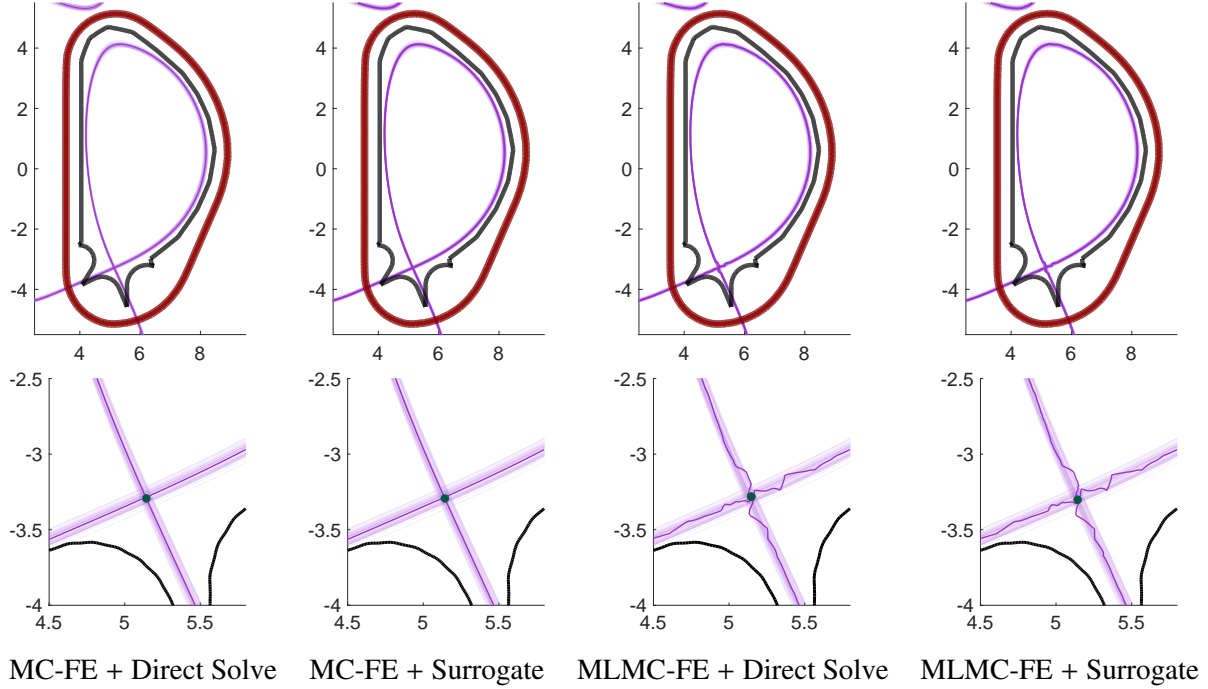 4 4 4 4
2 2 2 2
0 0 0 0
-2 -2 -2 -2
-4 -4 -4 -4
4 6 8 4 6 8 4 6 8 4 6 8
-2.5 -2.5 -2.5 -2.5
-3 -3 -3 -3
-3.5 -3.5 -3.5 -3.5
-4 -4 -4 -4
4.5 5 5.5 4.5 5 5.5 4.5 5 5.5 4.5 5 5.5
MC-FE + Direct Solve MC-FE + Surrogate MLMC-FE + Direct Solve MLMC-FE + Surrogate